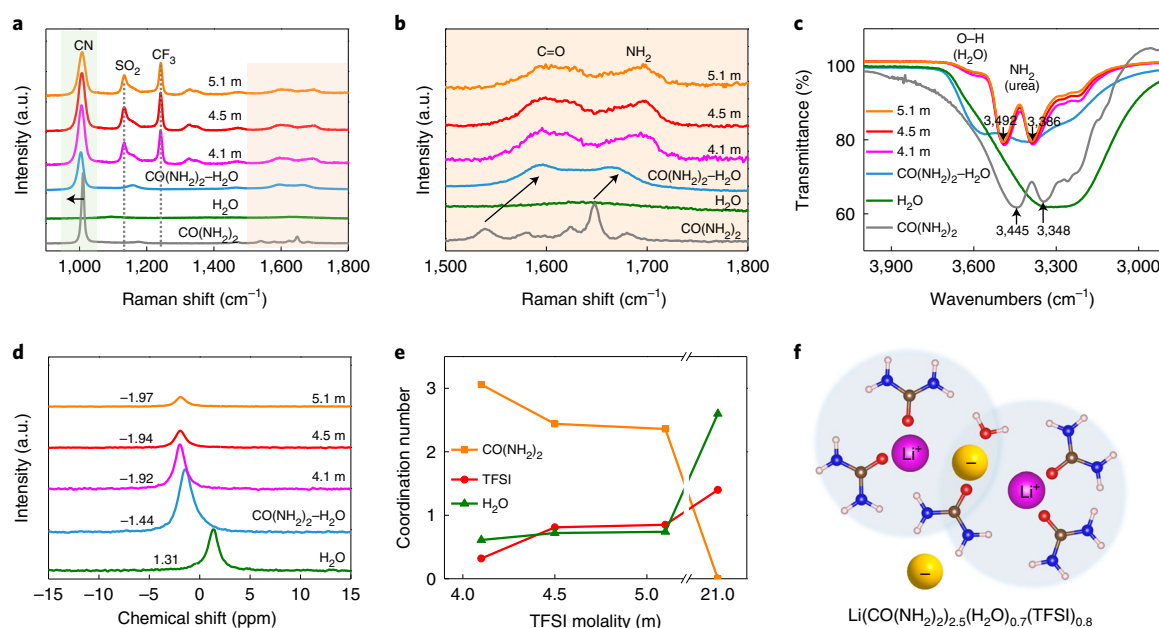 a
CN
SO2
CF3
5.1 m
4.5 m
4.1 m
CO(NH2)2–H2O
H2O
CO(NH2)2
1,000 1,200 1,400 1,600 1,800
Raman shift (cm−1)
Intensity (a.u.)
b
C=O NH2
5.1 m
4.5 m
4.1 m
CO(NH2)2–H2O
H2O
CO(NH2)2
1,500 1,600 1,700 1,800
Raman shift (cm−1)
Intensity (a.u.)
c
O–H
(H2O)
NH2
(urea)
100
80
60
5.1 m
4.5 m
4.1 m
CO(NH2)2–H2O
H2O
CO(NH2)2
3,492 3,386
3,445 3,348
3,900 3,600 3,300 3,000
Wavenumbers (cm−1)
Transmittance (%)
d
−1.97 5.1 m
−1.94 4.5 m
−1.92 4.1 m
−1.44 CO(NH2)2–H2O
1.31 H2O
−15 −10 −5 0 5 10 15
Chemical shift (ppm)
Intensity (a.u.)
e
3
2
1
0
CO(NH2)2
TFSI
H2O
4.0 4.5 5.0 21.0
TFSI molality (m)
Coordination number
f
Li+
−
Li+
−
Li(CO(NH2)2)2.5(H2O)0.7(TFSI)0.8